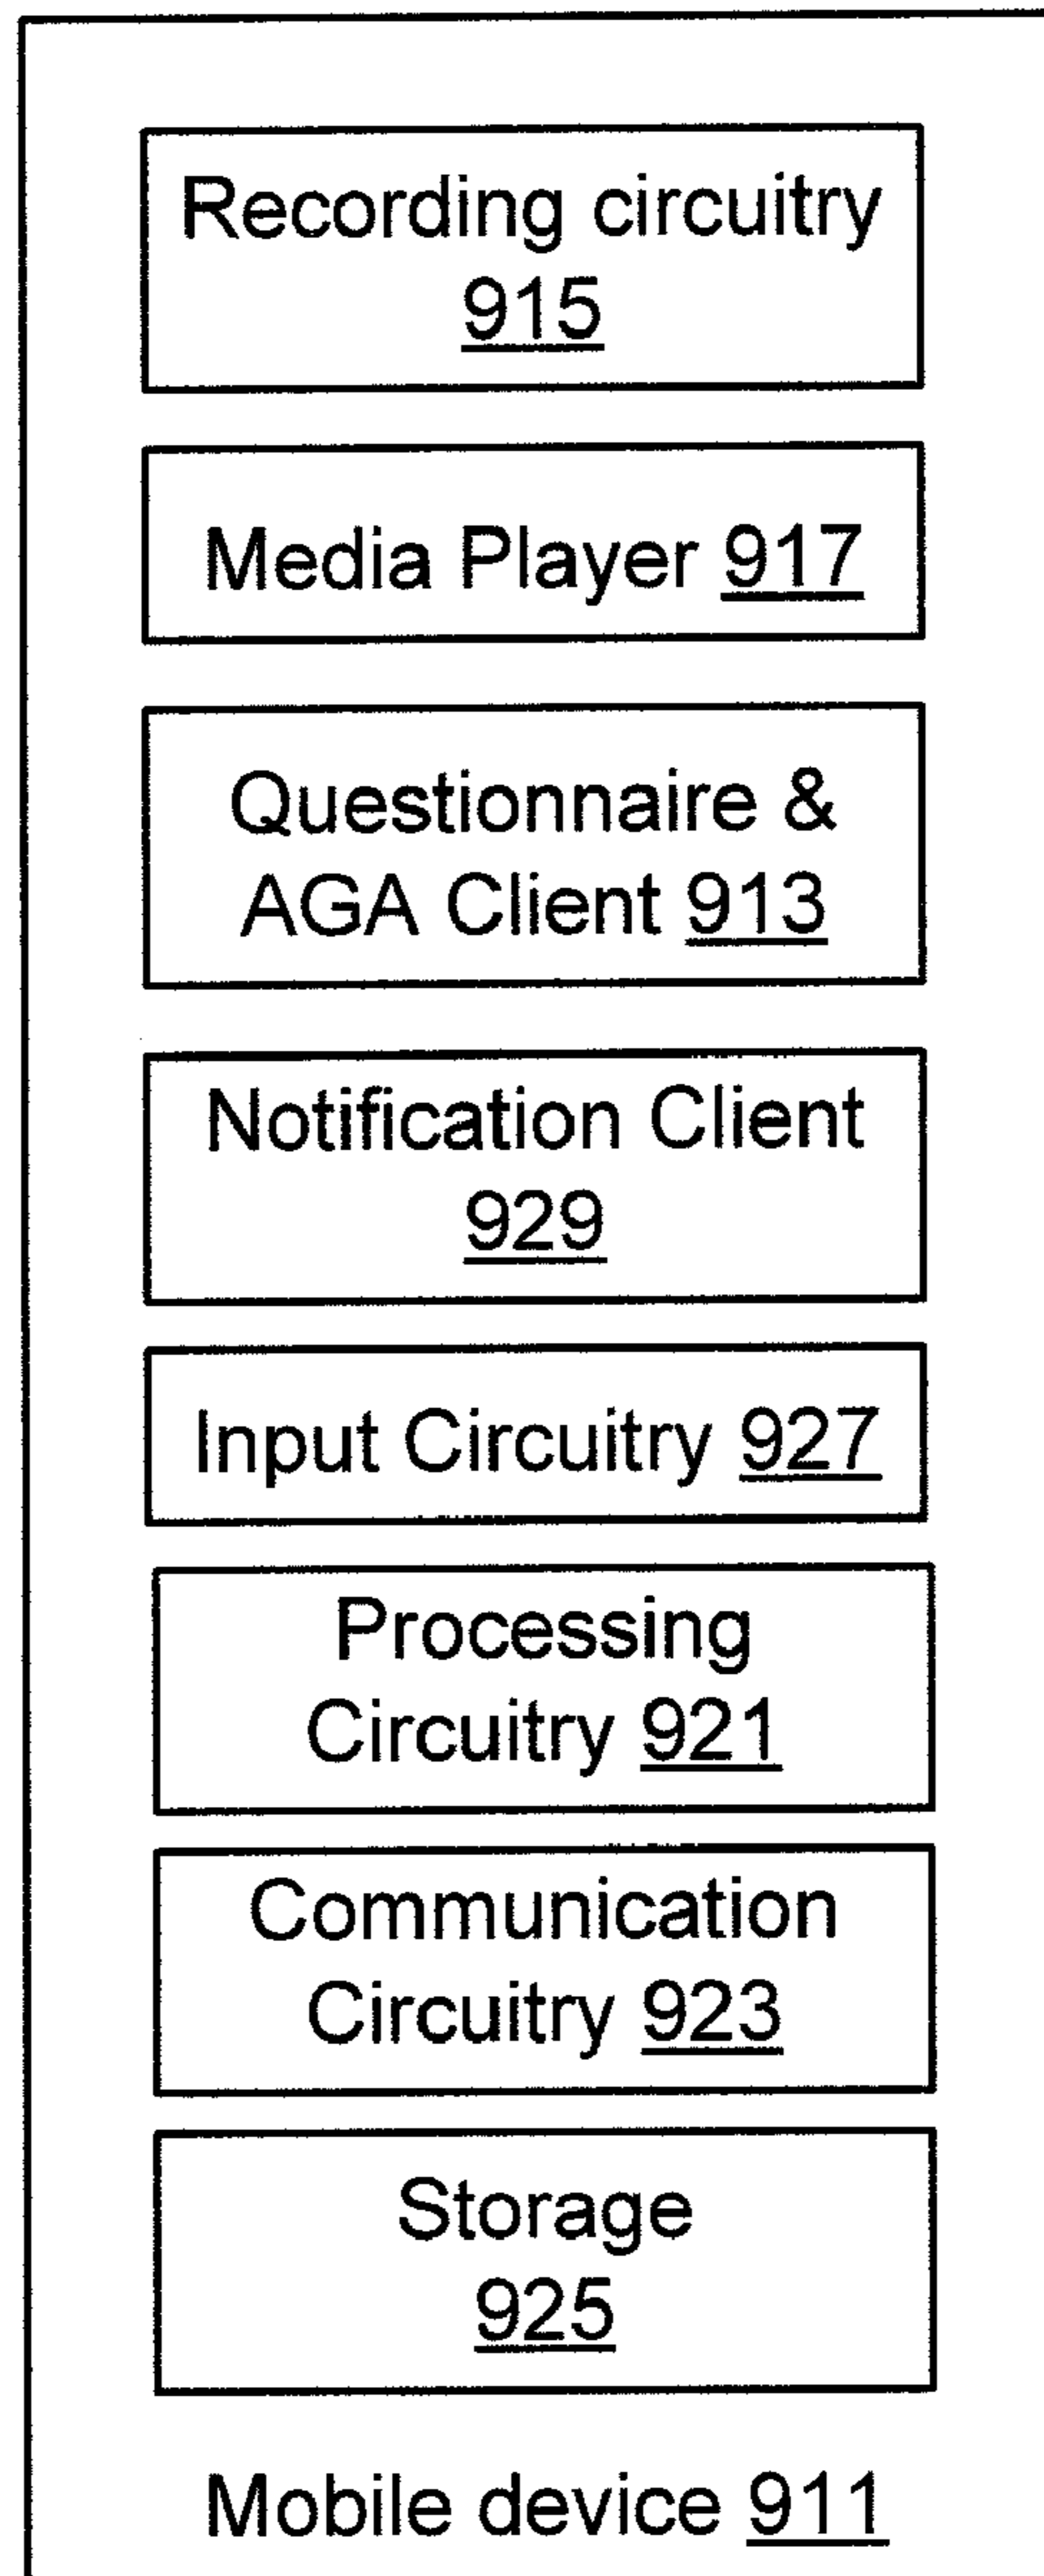 Recording circuitry
915
Media Player 917
Questionnaire &
AGA Client 913
Notification Client
929
Input Circuitry 927
Processing
Circuitry 921
Communication
Circuitry 923
Storage
925
Mobile device 911